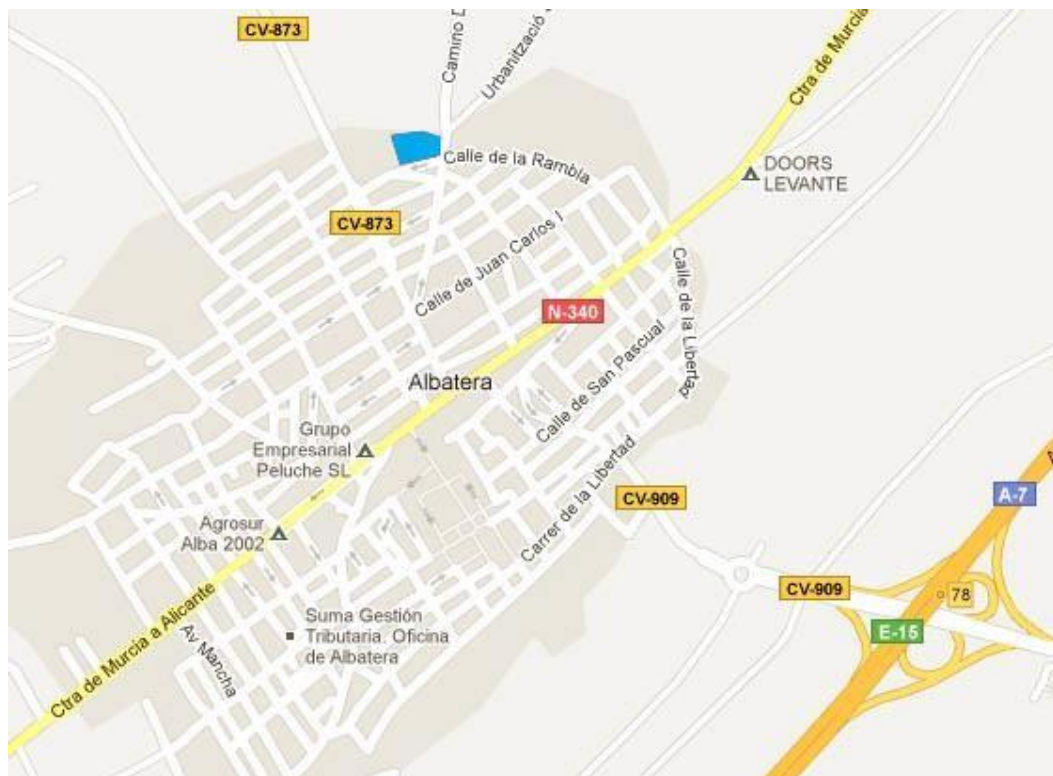 CV-873
Camino
Ctra de Murcia
Calle de la Rambla
DOORS
LEVANTE
CV-873
Calle de Juan Carlos I
Calle de la Libertad
N-340
Albatera
Calle de San Pascual
Grupo
Empresarial
Peluche SL
Carrer de la Libertad
CV-909
A-7
Agrosur
Alba 2002
CV-909
78
E-15
Ctra de Murcia a Alicante
Av Mancha
Suma Gestión
Tributaria. Oficina
de Albatera